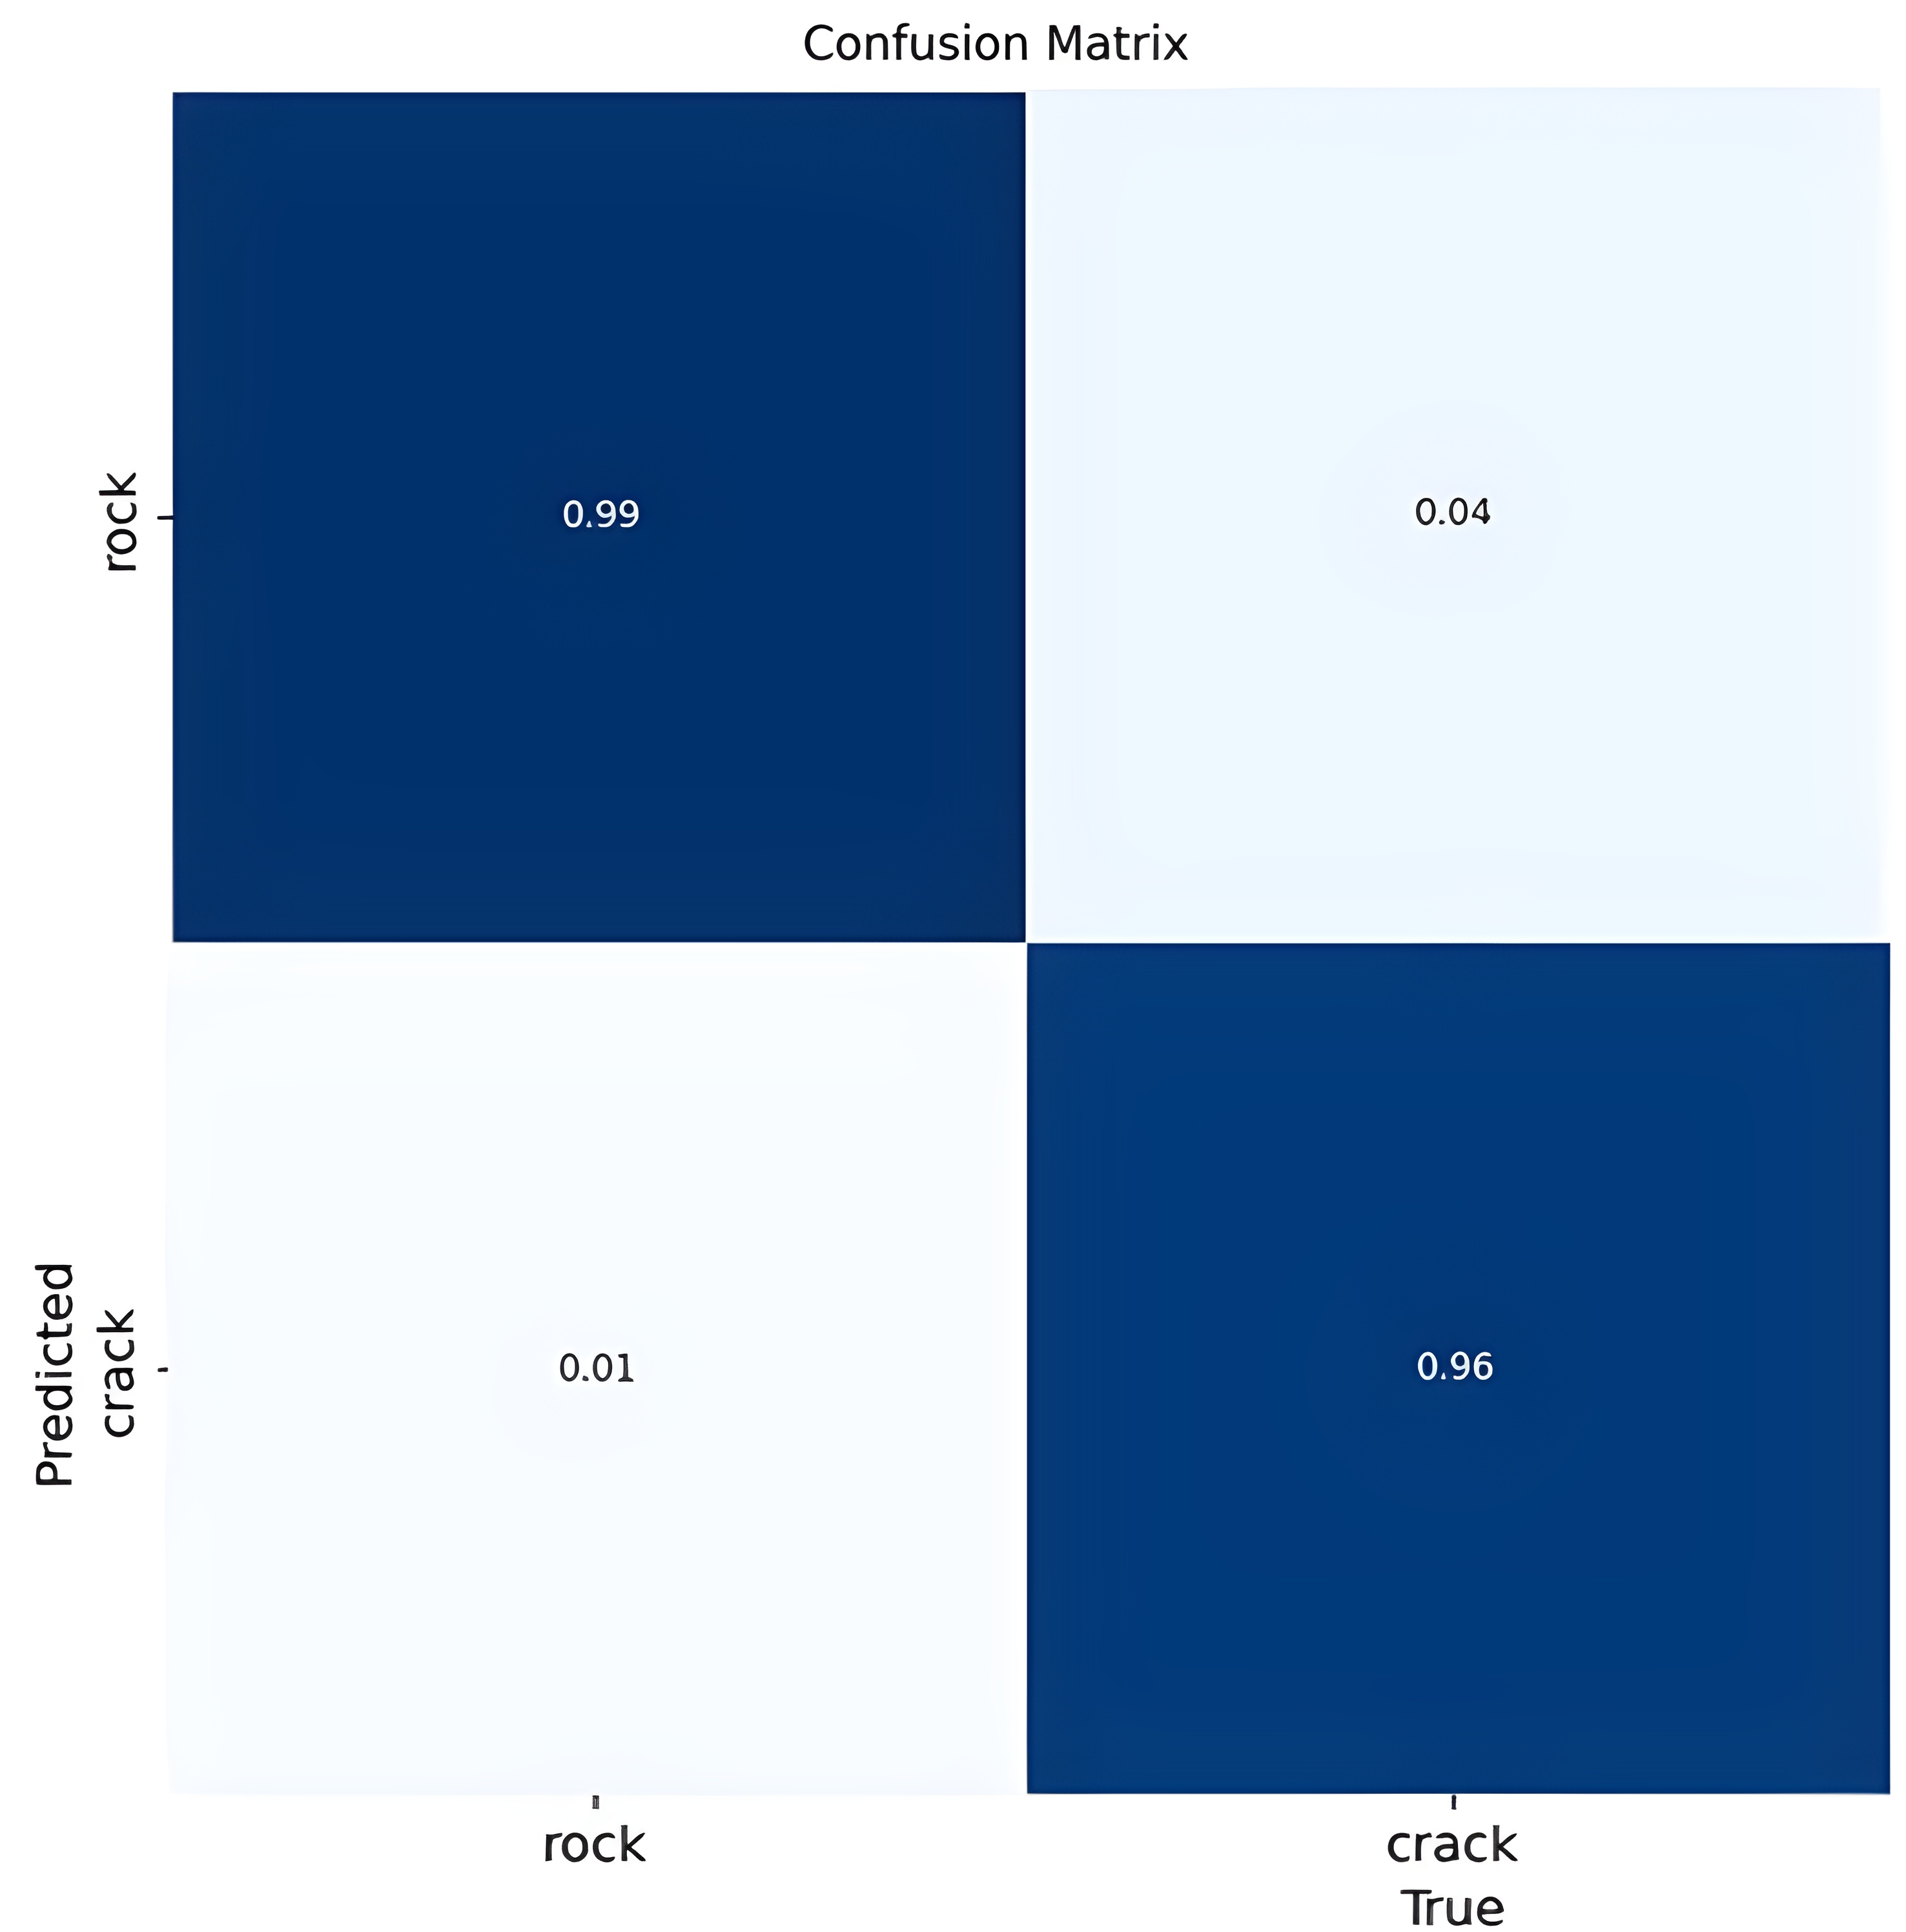 Confusion Matrix
rock
0.99
0.04
Predicted
crack
0.01
0.96
rock
crack
True